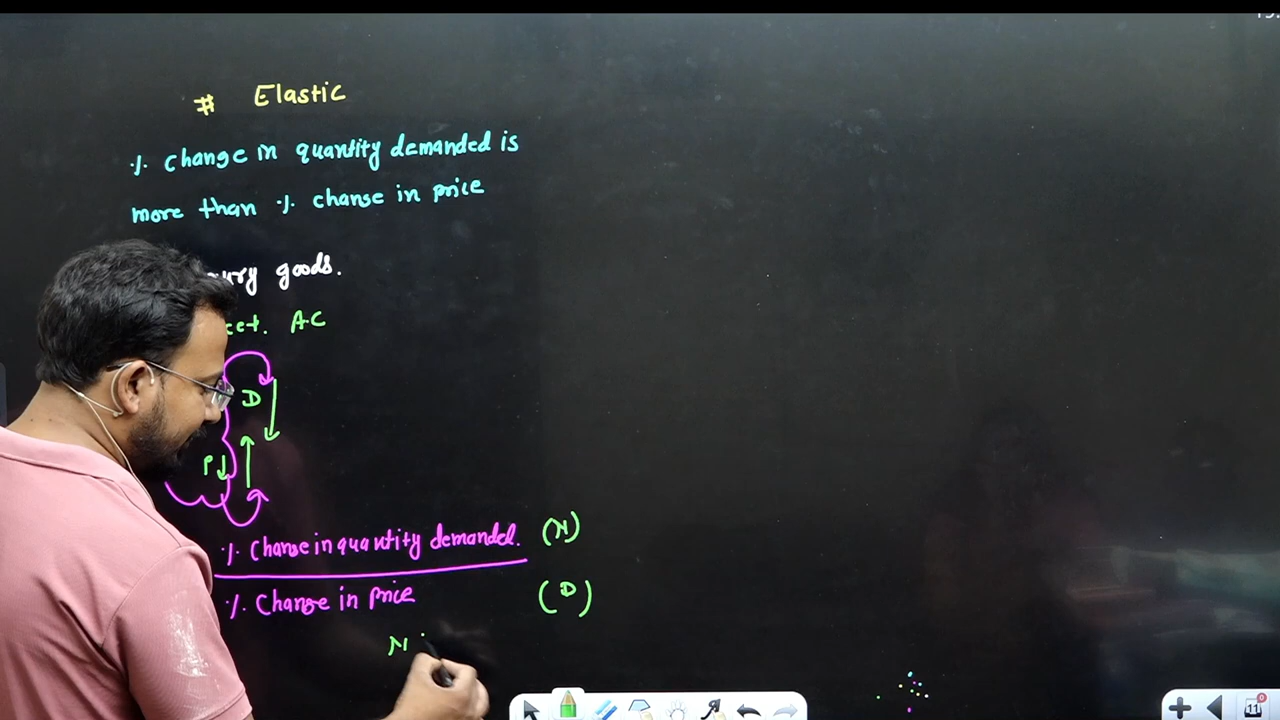 # Elastic
٪ change in quantity demanded is
more than ٪ change in price
goods.
AC
D
P
٪ change in quantity demanded. (N)
٪ change in price (D)
N
11